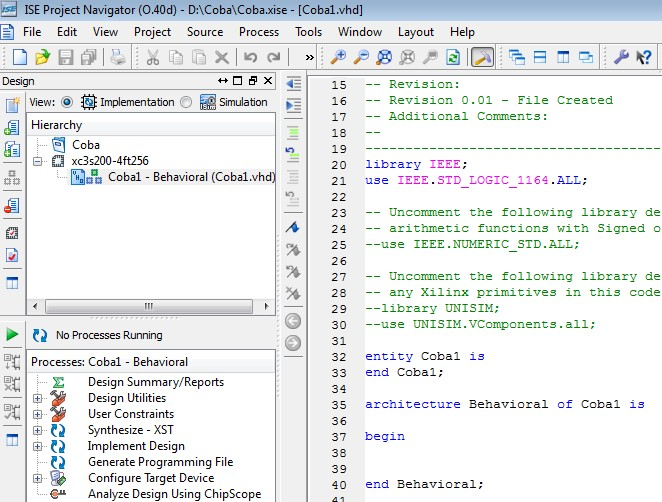 ISE Project Navigator (O.40d) - D:\Coba\Coba.xise - [Coba1.vhd]
File Edit View Project Source Process Tools Window Layout Help
Design
View: Implementation Simulation
Hierarchy
Coba
xc3s200-4ft256
Coba1 - Behavioral (Coba1.vhd)
No Processes Running
Processes: Coba1 - Behavioral
Design Summary/Reports
Design Utilities
User Constraints
Synthesize - XST
Implement Design
Generate Programming File
Configure Target Device
Analyze Design Using ChipScope
15 -- Revision:
16 -- Revision 0.01 - File Created
17 -- Additional Comments:
18 --
19 ----------------------------------
20 library IEEE;
21 use IEEE.STD_LOGIC_1164.ALL;
22
23 -- Uncomment the following library de
24 -- arithmetic functions with Signed o
25 --use IEEE.NUMERIC_STD.ALL;
26
27 -- Uncomment the following library de
28 -- any Xilinx primitives in this code
29 --library UNISIM;
30 --use UNISIM.VComponents.all;
31
32 entity Coba1 is
33 end Coba1;
34
35 architecture Behavioral of Coba1 is
36
37 begin
38
39
40 end Behavioral;
41